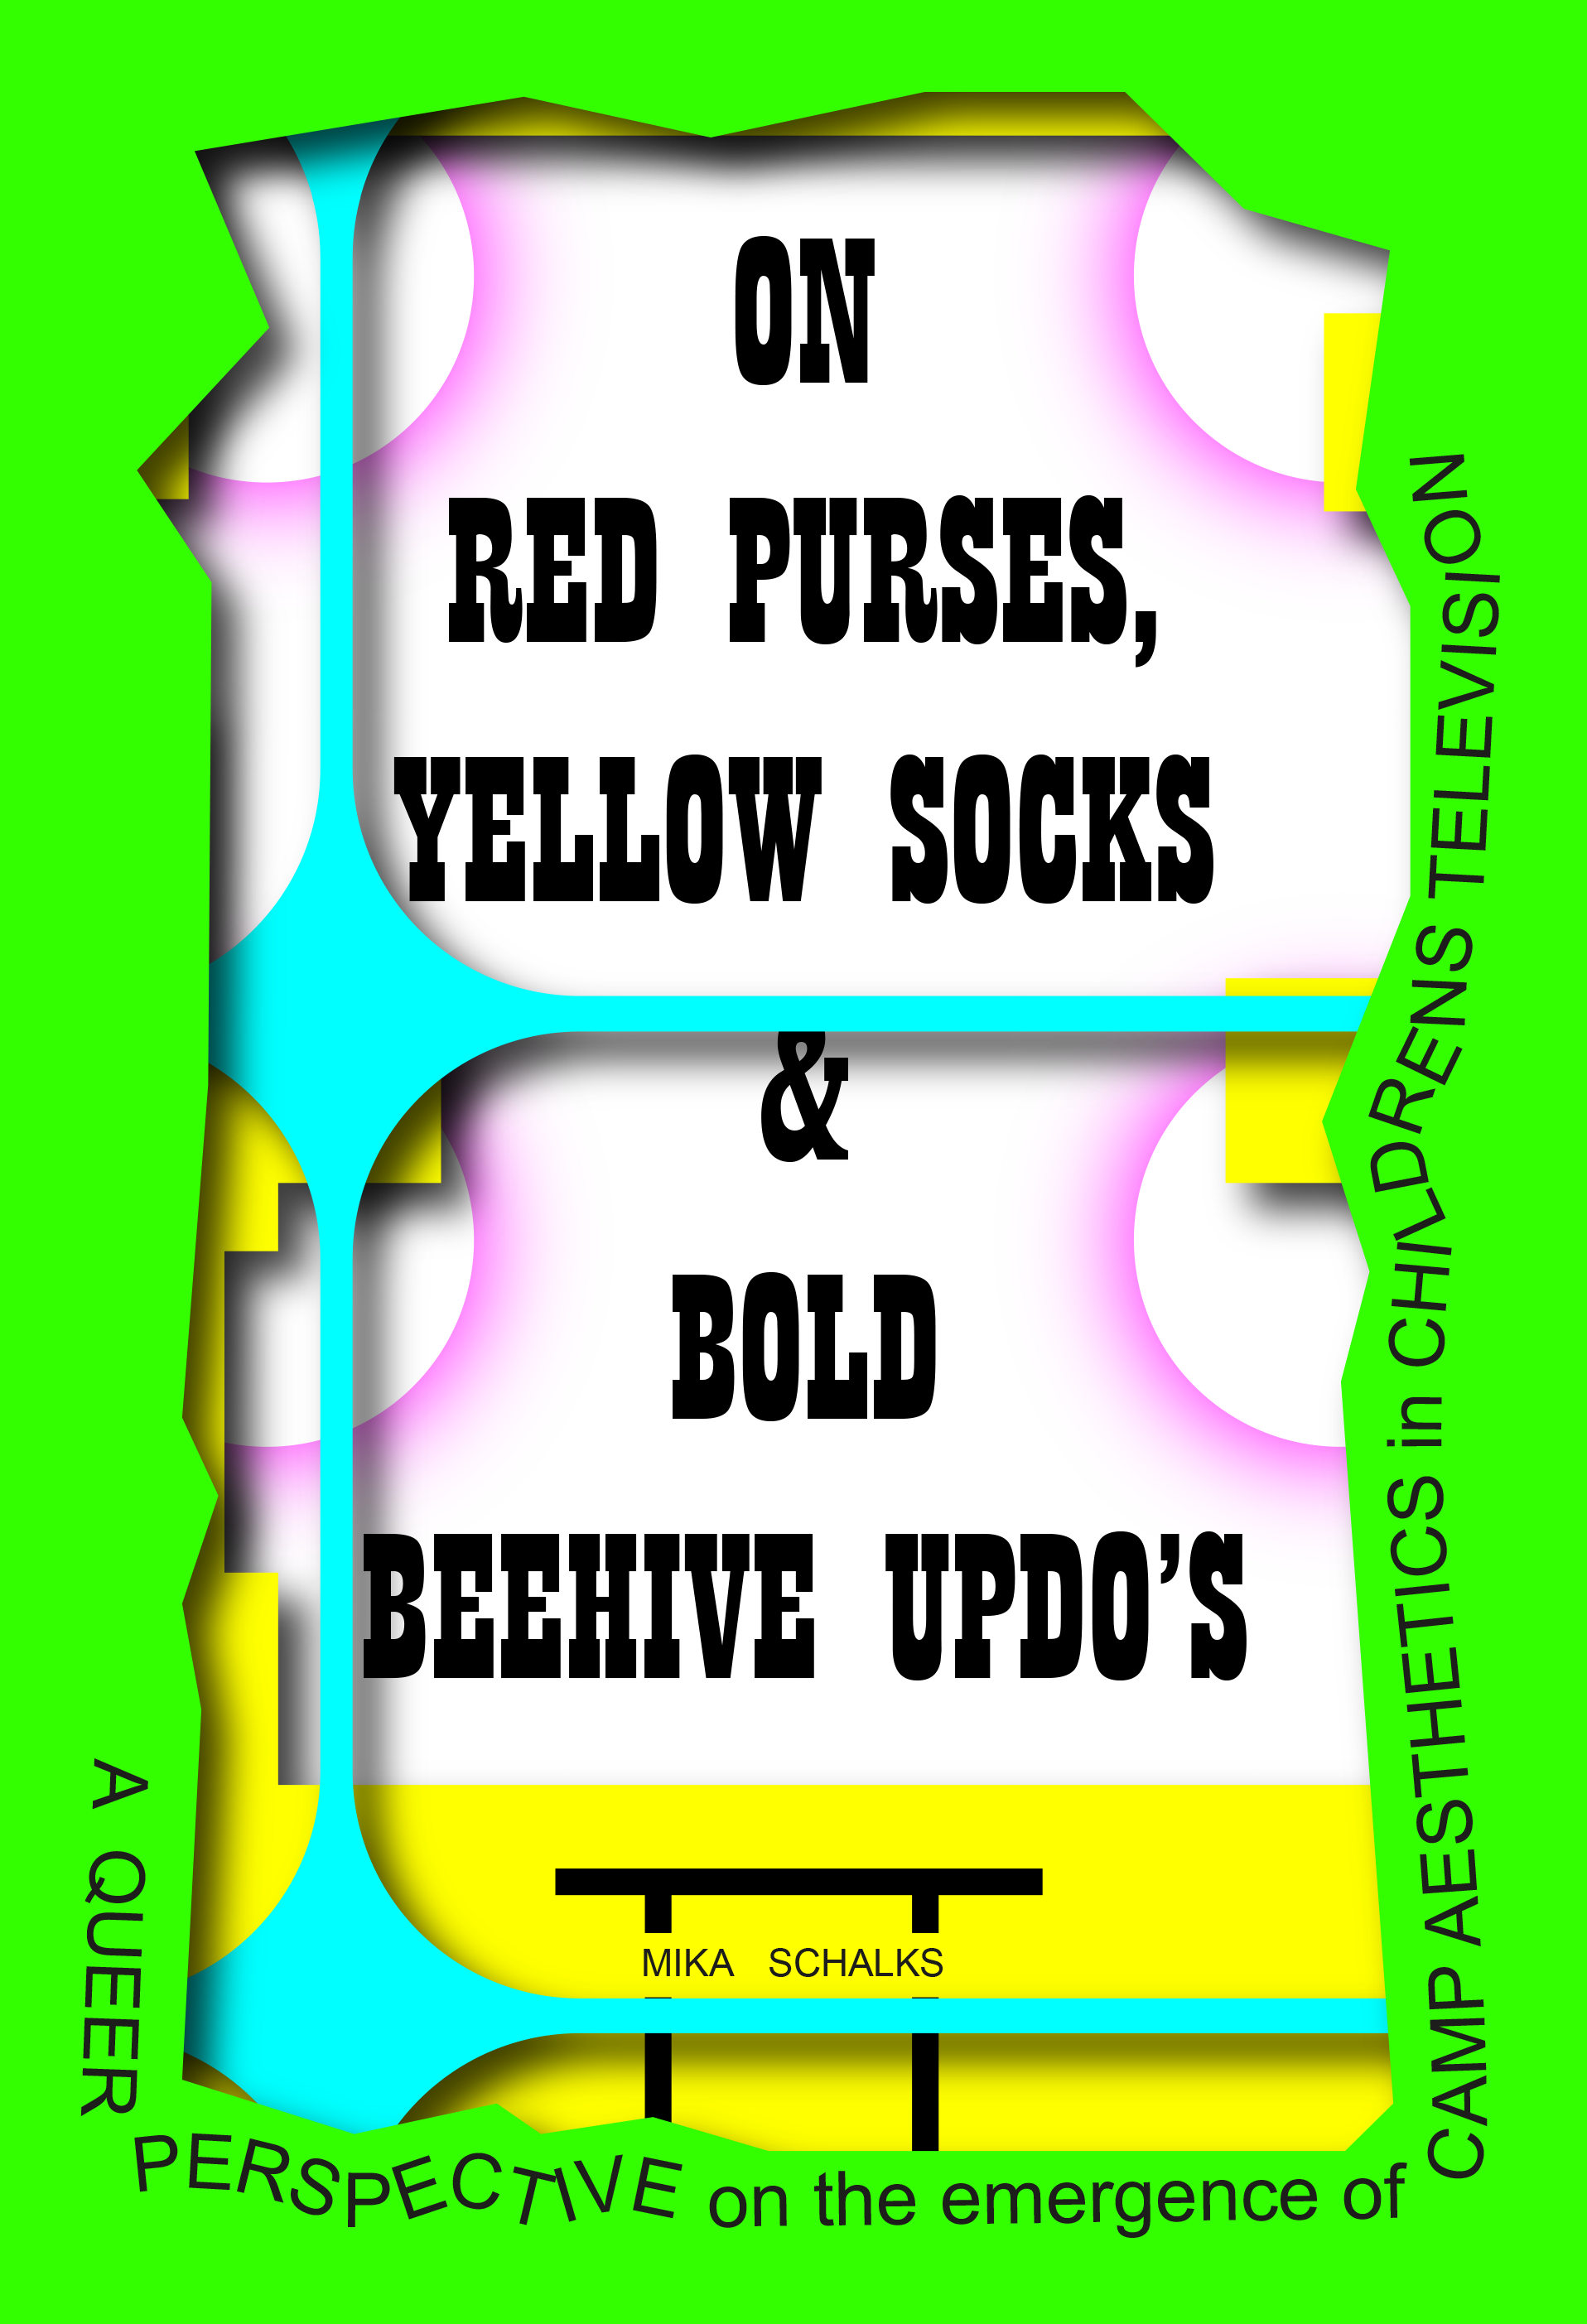 ON
RED PURSES,
YELLOW SOCKS
&
BOLD
BEEHIVE UPDO’S
MIKA SCHALKS
A QUEER
PERSPECTIVE on the emergence of
CAMP AESTHETICS in CHILDRENS TELEVISION